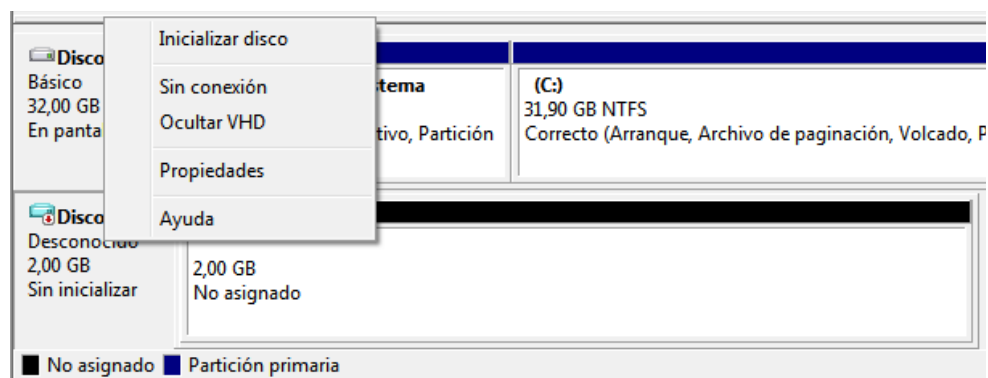 Inicializar disco
Sin conexión
Ocultar VHD
Propiedades
Ayuda
Disco
Básico
32,00 GB
En panta
tema
tivo, Partición
(C:)
31,90 GB NTFS
Correcto (Arranque, Archivo de paginación, Volcado, P
Disco
Desconocido
2,00 GB
Sin inicializar
2,00 GB
No asignado
No asignado Partición primaria